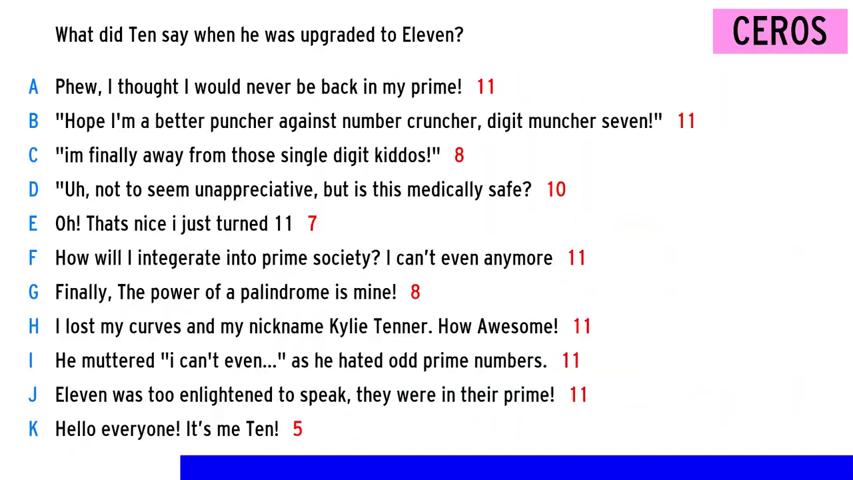 What did Ten say when he was upgraded to Eleven?
CEROS
A Phew, I thought I would never be back in my prime! 11
B "Hope I'm a better puncher against number cruncher, digit muncher seven!" 11
C "im finally away from those single digit kiddos!" 8
D "Uh, not to seem unappreciative, but is this medically safe? 10
E Oh! Thats nice i just turned 11 7
F How will I integerate into prime society? I can't even anymore 11
G Finally, The power of a palindrome is mine! 8
H I lost my curves and my nickname Kylie Tenner. How Awesome! 11
I He muttered "i can't even..." as he hated odd prime numbers. 11
J Eleven was too enlightened to speak, they were in their prime! 11
K Hello everyone! It's me Ten! 5